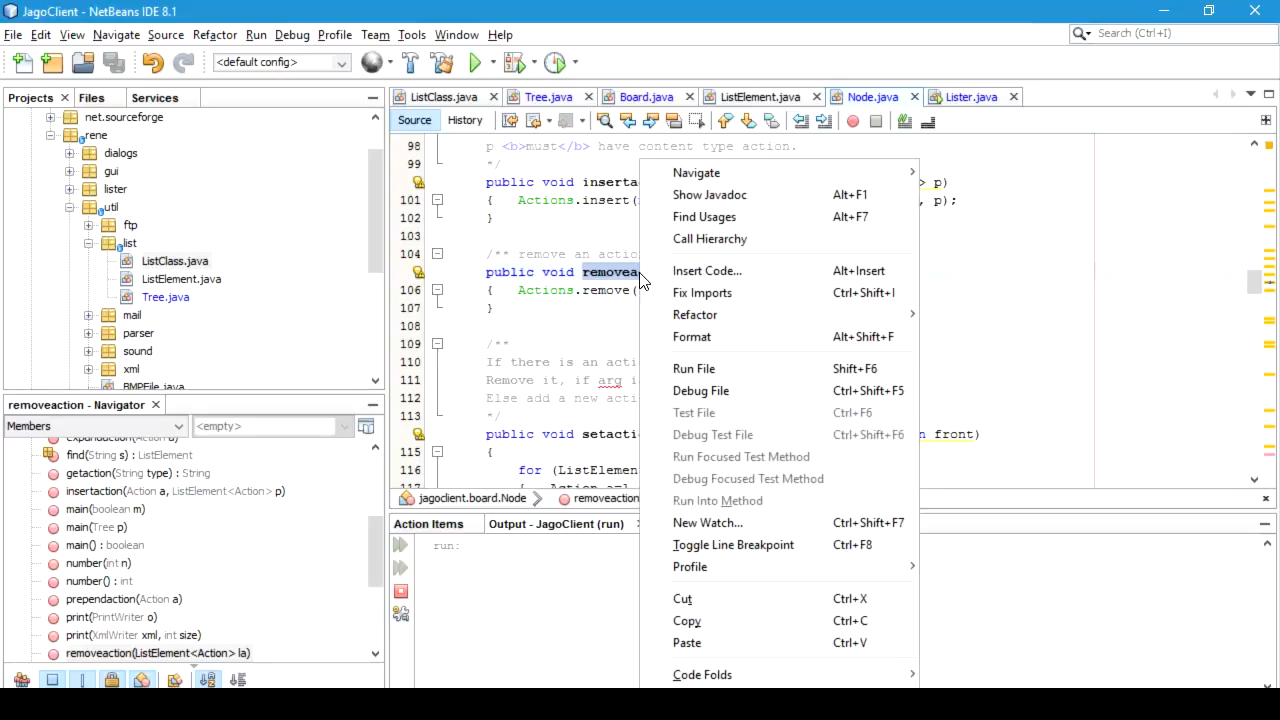 JagoClient - NetBeans IDE 8.1
File Edit View Navigate Source Refactor Run Debug Profile Team Tools Window Help
Search (Ctrl+I)
<default config>
Projects Files Services
net.sourceforge
rene
dialogs
gui
lister
util
ftp
list
ListClass.java
ListElement.java
Tree.java
mail
parser
sound
xml
BMPFile.java
removeaction - Navigator
Members <empty>
expandaction(Action a)
find(String s) : ListElement
getaction(String type) : String
insertaction(Action a, ListElement<Action> p)
main(boolean m)
main(Tree p)
main() : boolean
number(int n)
number() : int
prependaction(Action a)
print(PrintWriter o)
print(XmlWriter xml, int size)
removeaction(ListElement<Action> la)
ListClass.java Tree.java Board.java ListElement.java Node.java Lister.java
Source History
98 p <b>must</b> have content type action.
99 */
public void inserta > p)
101 { Actions.insert( , p);
102 }
103
104 /** remove an actio
public void removea
106 { Actions.remove(
107 }
108
109 /**
110 If there is an acti
111 Remove it, if arg i
112 Else add a new acti
113 */
public void setacti n front)
115 {
116 for (ListElemen
117 { Action a=l
jagoclient.board.Node removeaction
Action Items Output - JagoClient (run)
run:
Navigate
Show Javadoc Alt+F1
Find Usages Alt+F7
Call Hierarchy
Insert Code... Alt+Insert
Fix Imports Ctrl+Shift+I
Refactor
Format Alt+Shift+F
Run File Shift+F6
Debug File Ctrl+Shift+F5
Test File Ctrl+F6
Debug Test File Ctrl+Shift+F6
Run Focused Test Method
Debug Focused Test Method
Run Into Method
New Watch... Ctrl+Shift+F7
Toggle Line Breakpoint Ctrl+F8
Profile
Cut Ctrl+X
Copy Ctrl+C
Paste Ctrl+V
Code Folds